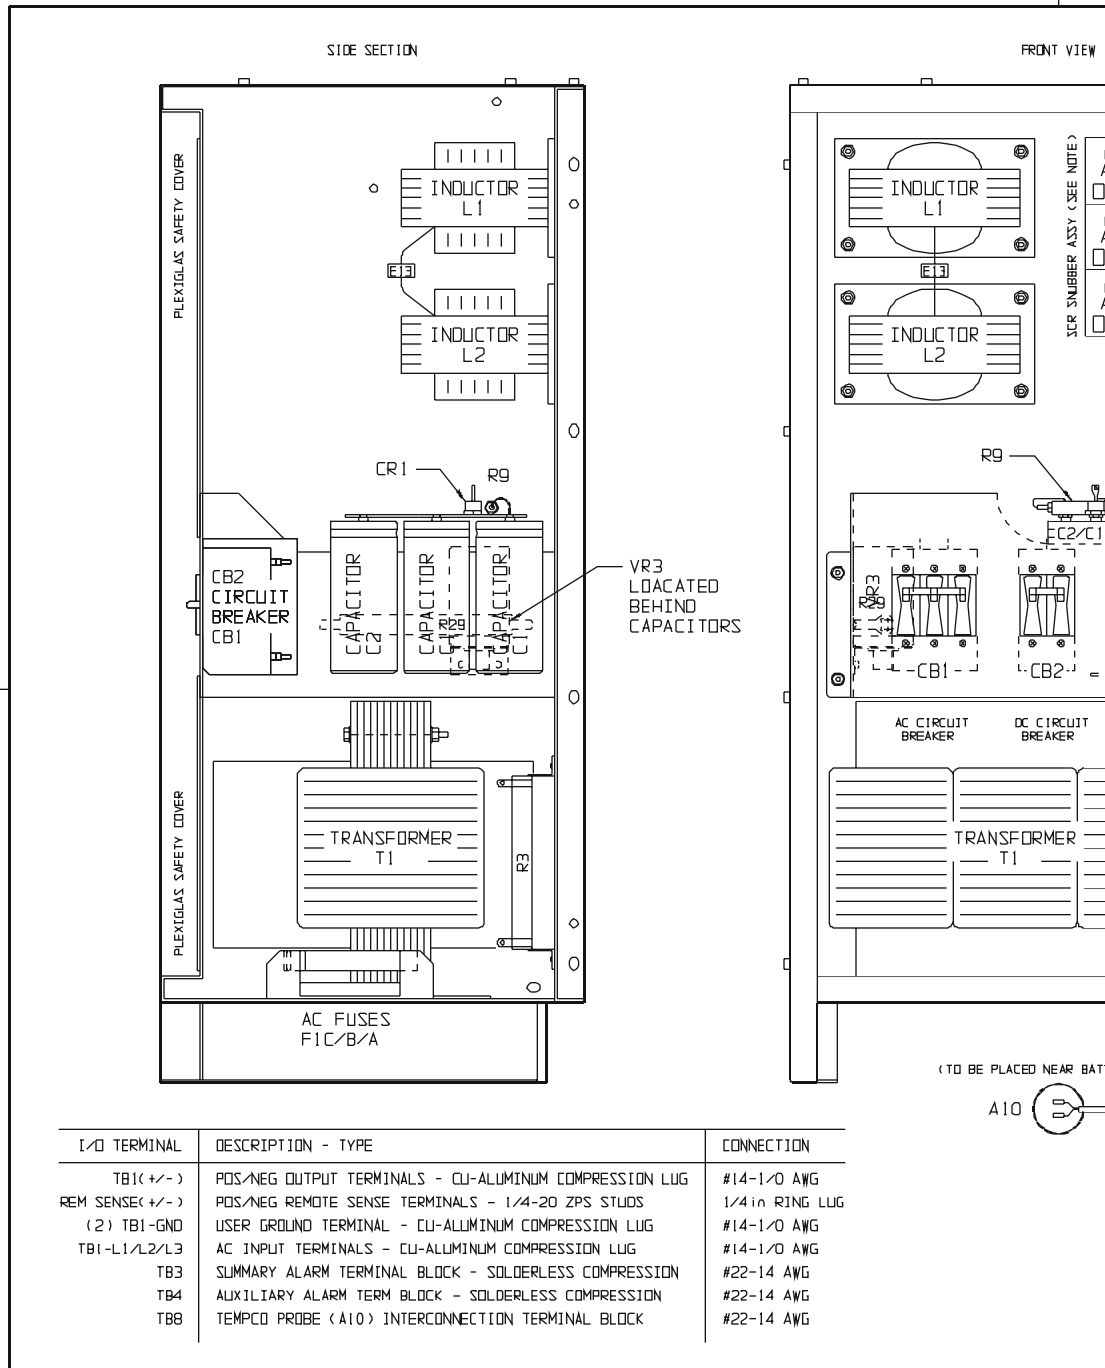 SIDE SECTION
FRONT VIEW
PLEXIGLAS SAFETY COVER
INDUCTOR
L1
E13
INDUCTOR
L2
CR1
R9
CB2
CIRCUIT
BREAKER
CB1
CAPACITOR
C2
CAPACITOR
CAPACITOR
C1
R29
VR3
LOACATED
BEHIND
CAPACITORS
PLEXIGLAS SAFETY COVER
TRANSFORMER
T1
R3
AC FUSES
F1C/B/A
INDUCTOR
L1
E13
INDUCTOR
L2
SCR SNUBBER ASSY (SEE NOTE)
R9
C2/C1
VR3
R29
CB1
CB2
AC CIRCUIT
BREAKER
DC CIRCUIT
BREAKER
TRANSFORMER
T1
(TO BE PLACED NEAR BAT
A10
I/O TERMINAL DESCRIPTION - TYPE CONNECTION
TB1(+/-) POS/NEG OUTPUT TERMINALS - CU-ALUMINUM COMPRESSION LUG #14-1/0 AWG
REM SENSE(+/-) POS/NEG REMOTE SENSE TERMINALS - 1/4-20 ZPS STUDS 1/4in RING LUG
(2) TB1-GND USER GROUND TERMINAL - CU-ALUMINUM COMPRESSION LUG #14-1/0 AWG
TB1-L1/L2/L3 AC INPUT TERMINALS - CU-ALUMINUM COMPRESSION LUG #14-1/0 AWG
TB3 SUMMARY ALARM TERMINAL BLOCK - SOLDERLESS COMPRESSION #22-14 AWG
TB4 AUXILIARY ALARM TERM BLOCK - SOLDERLESS COMPRESSION #22-14 AWG
TB8 TEMPCO PROBE (A10) INTERCONNECTION TERMINAL BLOCK #22-14 AWG